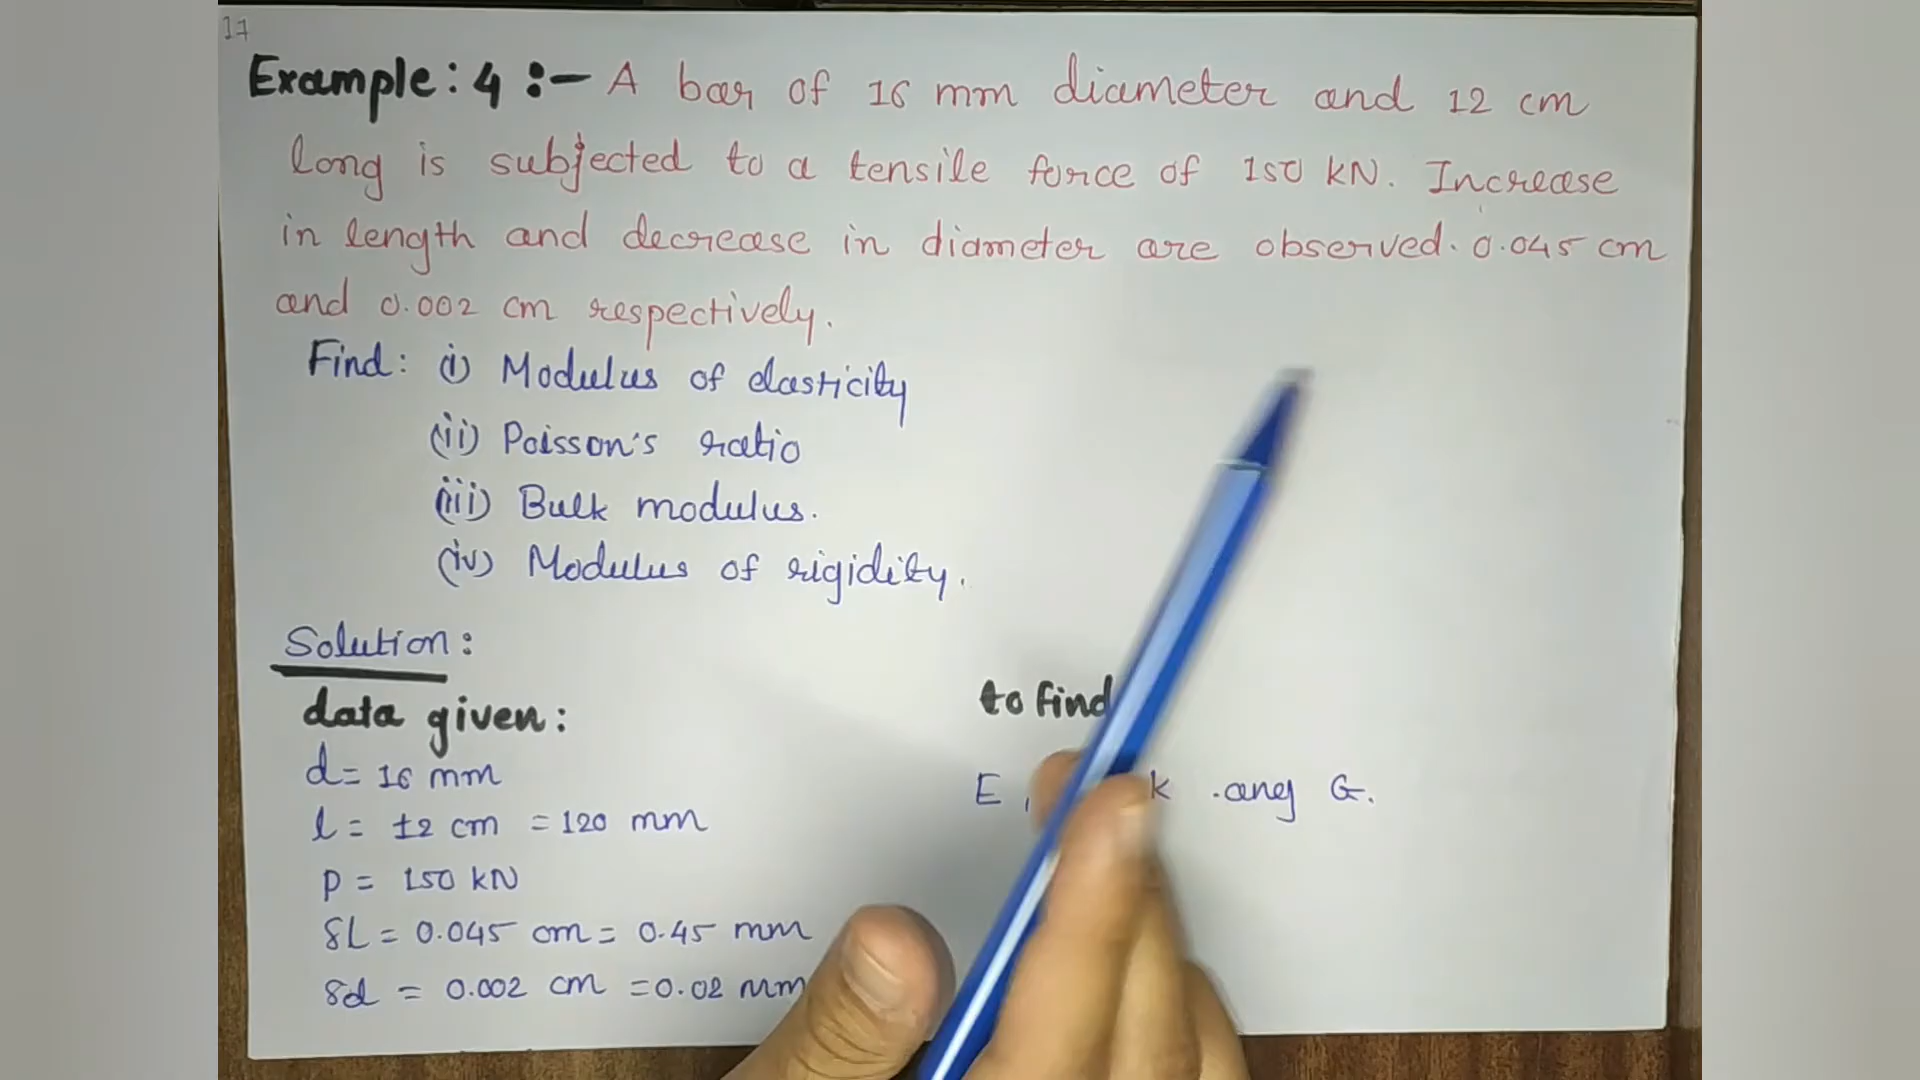 17
Example: 4 :- A bar of 16 mm diameter and 12 cm
long is subjected to a tensile force of 150 kN. Increase
in length and decrease in diameter are observed. 0.045 cm
and 0.002 cm respectively.
Find: (i) Modulus of elasticity
(ii) Poisson's ratio
(iii) Bulk modulus.
(iv) Modulus of rigidity.
Solution:
data given:
to find
d= 16 mm
E, k .any G.
l = 12 cm = 120 mm
P = 150 kN
δL = 0.045 cm = 0.45 mm
δd = 0.002 cm =0.02 mm